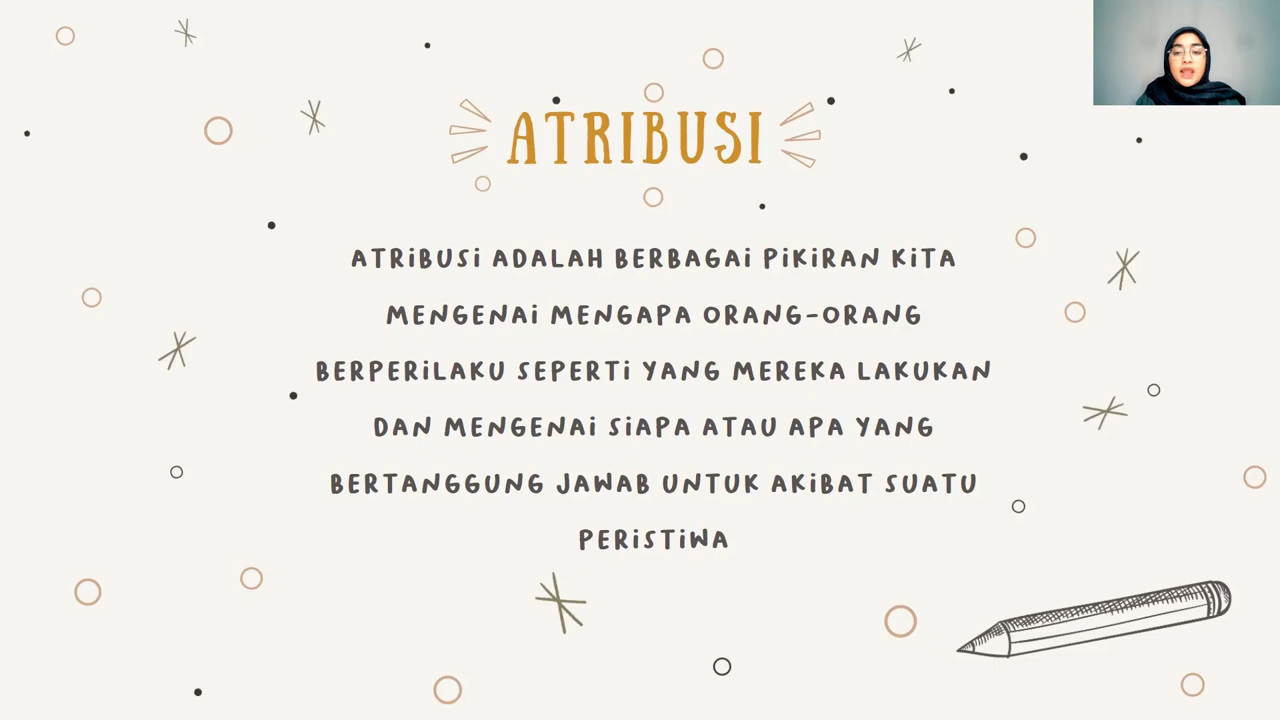 ATRIBUSI
ATRIBUSI ADALAH BERBAGAI PIKIRAN KITA
MENGENAI MENGAPA ORANG-ORANG
BERPERILAKU SEPERTI YANG MEREKA LAKUKAN
DAN MENGENAI SIAPA ATAU APA YANG
BERTANGGUNG JAWAB UNTUK AKIBAT SUATU
PERISTIWA